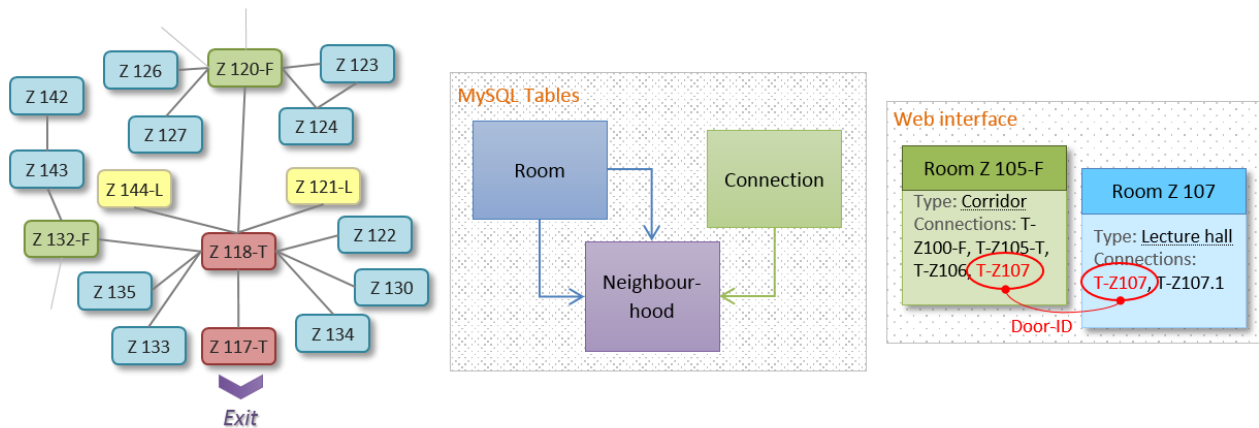 Z 126
Z 120-F
Z 123
Z 142
Z 127
Z 124
Z 143
Z 144-L
Z 121-L
Z 132-F
Z 118-T
Z 122
Z 135
Z 130
Z 133
Z 117-T
Z 134
Exit
MySQL Tables
Room
Connection
Neighbour-
hood
Web interface
Room Z 105-F
Type: Corridor
Connections: T-
Z100-F, T-Z105-T,
T-Z106, T-Z107
Room Z 107
Type: Lecture hall
Connections:
T-Z107, T-Z107.1
Door-ID